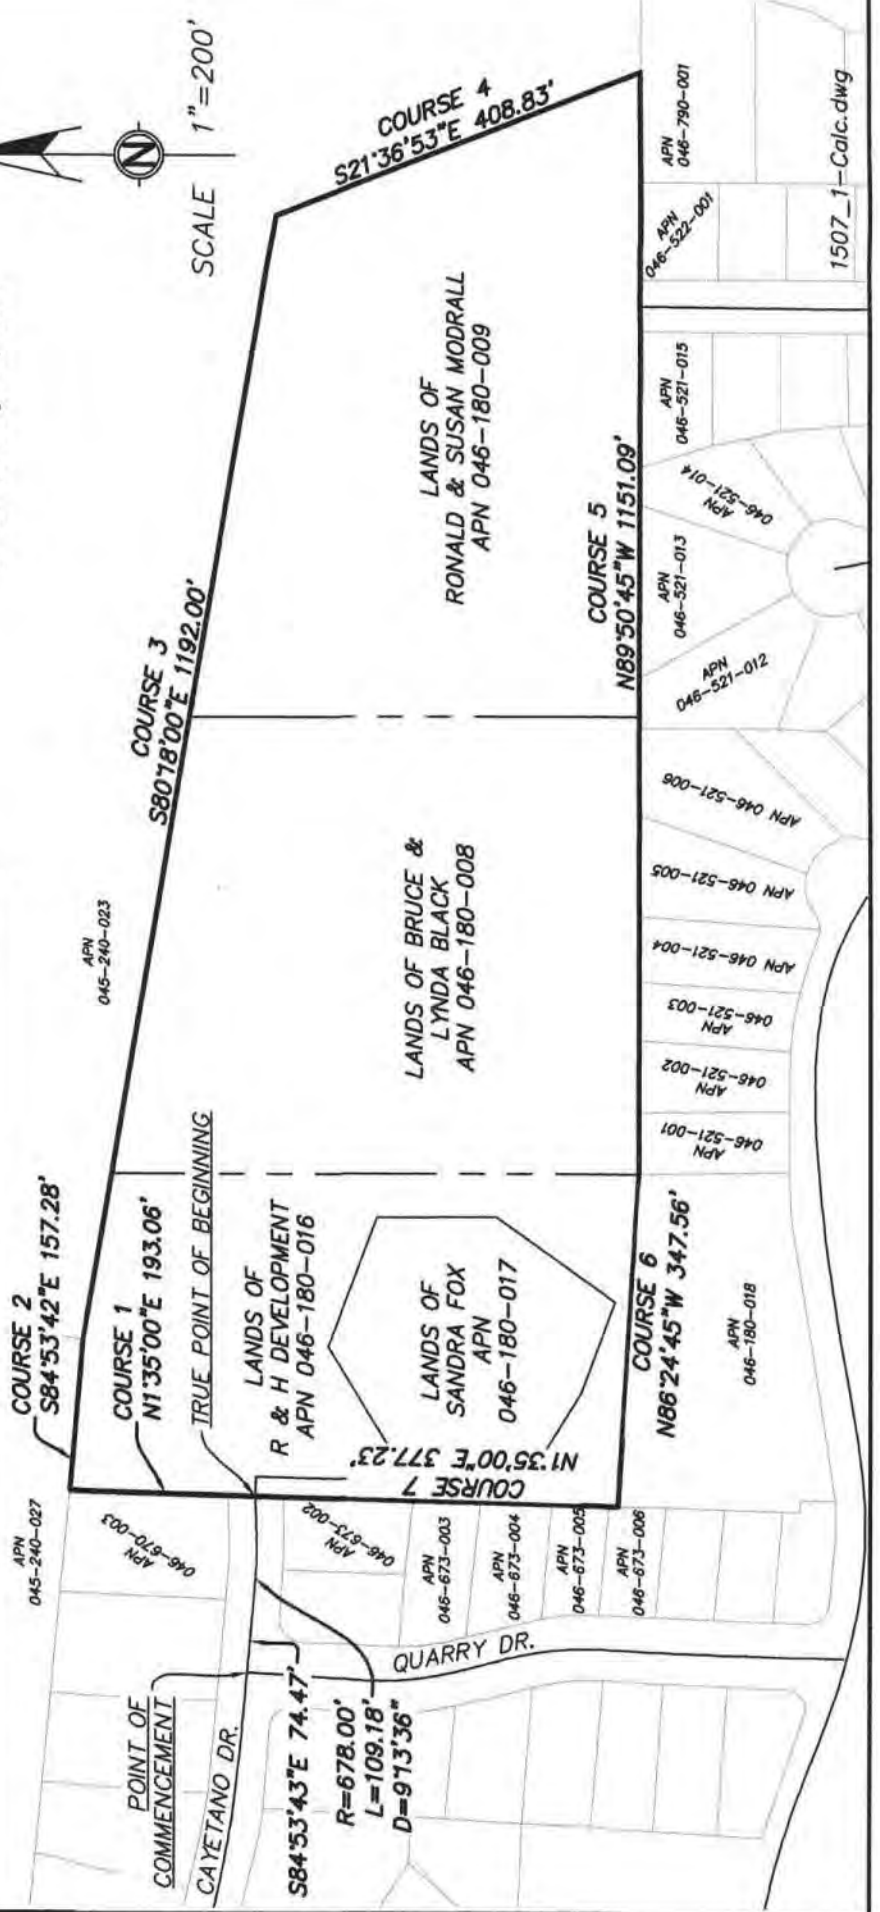 SCALE 1"=200'
COURSE 2
S84°53'42"E 157.28'
COURSE 1
N1°35'00"E 193.06'
TRUE POINT OF BEGINNING
COURSE 3
S80°18'00"E 1192.00'
COURSE 4
S21°36'53"E 408.83'
APN
045-240-027
APN
045-240-023
APN
046-670-003
POINT OF
COMMENCEMENT
CAYETANO DR.
S84°53'43"E 74.47'
R=678.00'
L=109.18'
D=9°13'36"
QUARRY DR.
APN
046-673-002
APN
046-673-003
APN
046-673-004
APN
046-673-005
APN
046-673-006
COURSE 7
N1°35'00"E 377.23'
LANDS OF
R & H DEVELOPMENT
APN 046-180-016
LANDS OF
SANDRA FOX
APN
046-180-017
LANDS OF BRUCE &
LYNDA BLACK
APN 046-180-008
LANDS OF
RONALD & SUSAN MODRALL
APN 046-180-009
COURSE 5
N89°50'45"W 1151.09'
COURSE 6
N86°24'45"W 347.56'
APN
046-180-018
APN
046-521-001
APN
046-521-002
APN
046-521-003
APN 046-521-004
APN 046-521-005
APN 046-521-006
APN
046-521-012
APN
046-521-013
APN
046-521-014
APN
046-521-015
APN
046-522-001
APN
046-790-001
1507_1-Calc.dwg
N